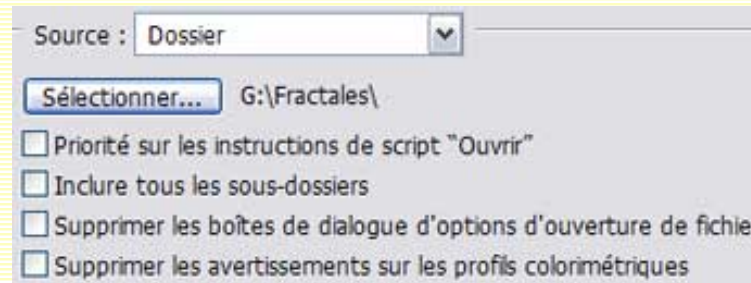 Source : Dossier
Sélectionner... G:\Fractales\
Priorité sur les instructions de script "Ouvrir"
Inclure tous les sous-dossiers
Supprimer les boîtes de dialogue d'options d'ouverture de fichie
Supprimer les avertissements sur les profils colorimétriques